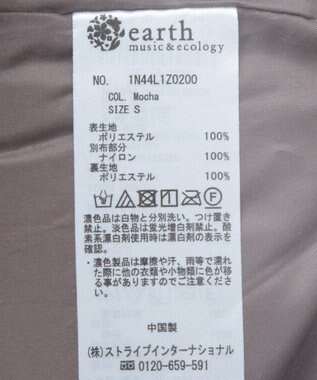 earth
music&ecology
NO. 1N44L1Z0200
COL. Mocha
SIZE S
表生地
ポリエステル 100%
別布部分
ナイロン 100%
裏生地
ポリエステル 100%
濃色品は白物と分別洗い。つけ置き
禁止。淡色品は蛍光増白剤禁止。酸
素系漂白剤使用時は漂白剤の表示を
確認。
・濃色製品は摩擦や汗、雨等で濡れ
た際に他の衣類や小物類に色が移
る事がありますのでご注意ください。
中国製
(株)ストライプインターナショナル
0120-659-591